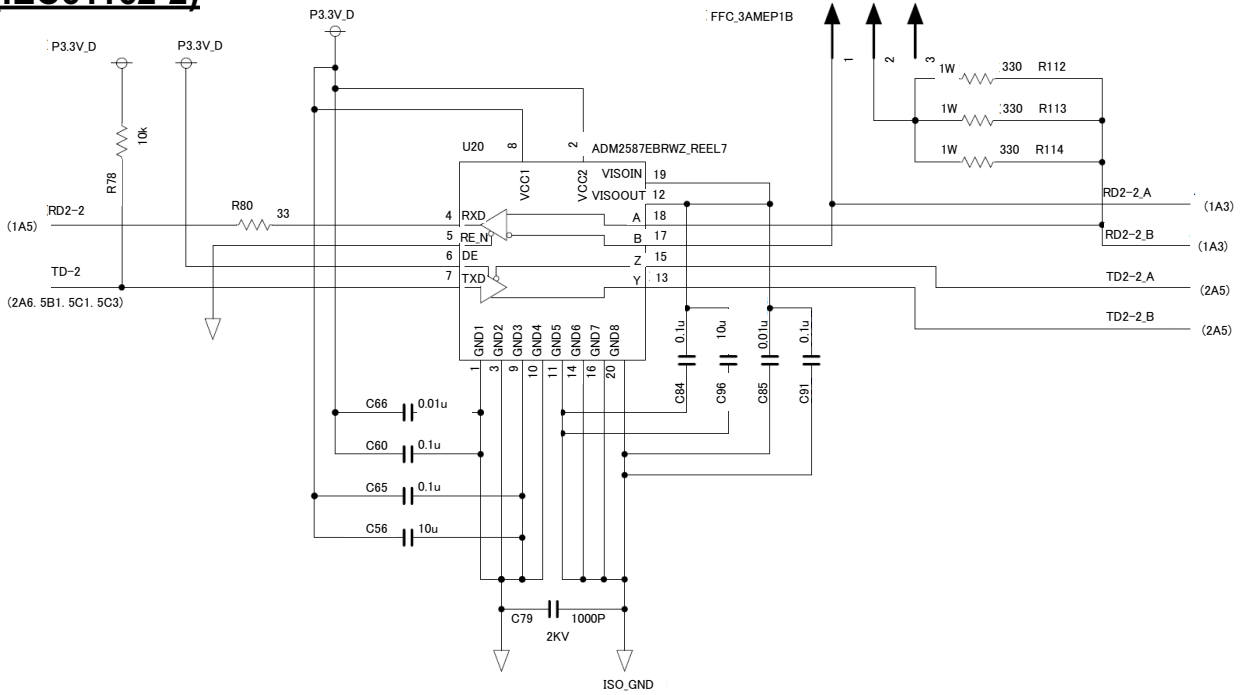 (IEC61162-2)
P3.3V_D
P3.3V_D
P3.3V_D
FFC_3AMEP1B
1
2
3
1W 330 R112
1W 330 R113
1W 330 R114
10k
R78
U20
8
2
ADM2587EBRWZ_REEL7
VCC1
VCC2
VISOIN 19
VISOOUT 12
RD2-2
(1A5)
R80 33
4 RXD
A 18
5 RE_N
B 17
6 DE
Z 15
7 TXD
Y 13
TD-2
(2A6. 5B1. 5C1. 5C3)
RD2-2_A
(1A3)
RD2-2_B
(1A3)
TD2-2_A
(2A5)
TD2-2_B
(2A5)
GND1
GND2
GND3
GND4
GND5
GND6
GND7
GND8
1
3
9
10
11
14
16
20
0.1u
10u
0.01u
0.1u
C84
C96
C85
C91
C66 0.01u
C60 0.1u
C65 0.1u
C56 10u
C79 1000P
2KV
ISO_GND